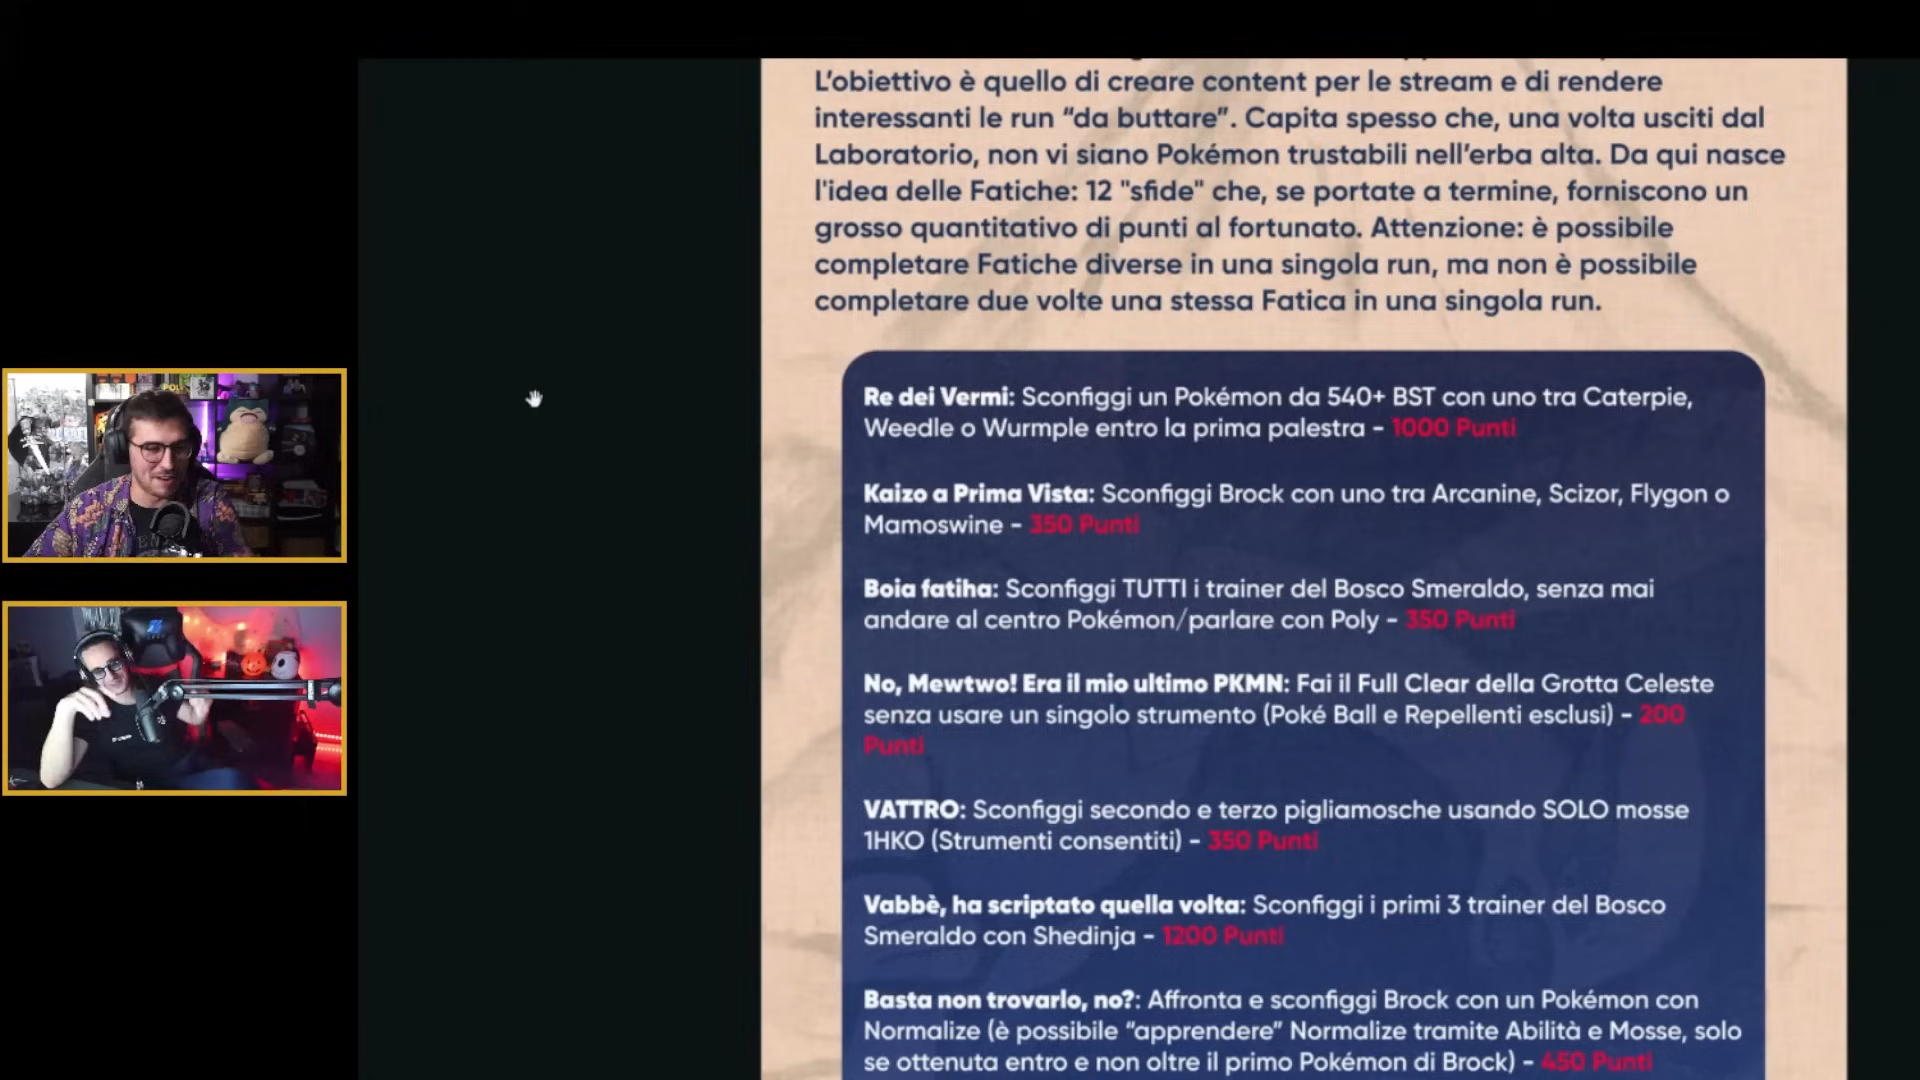 L’obiettivo è quello di creare content per le stream e di rendere
interessanti le run “da buttare”. Capita spesso che, una volta usciti dal
Laboratorio, non vi siano Pokémon trustabili nell’erba alta. Da qui nasce
l'idea delle Fatiche: 12 "sfide" che, se portate a termine, forniscono un
grosso quantitativo di punti al fortunato. Attenzione: è possibile
completare Fatiche diverse in una singola run, ma non è possibile
completare due volte una stessa Fatica in una singola run.
Re dei Vermi: Sconfiggi un Pokémon da 540+ BST con uno tra Caterpie,
Weedle o Wurmple entro la prima palestra - 1000 Punti
Kaizo a Prima Vista: Sconfiggi Brock con uno tra Arcanine, Scizor, Flygon o
Mamoswine - 350 Punti
Boia fatiha: Sconfiggi TUTTI i trainer del Bosco Smeraldo, senza mai
andare al centro Pokémon/parlare con Poly - 350 Punti
No, Mewtwo! Era il mio ultimo PKMN: Fai il Full Clear della Grotta Celeste
senza usare un singolo strumento (Poké Ball e Repellenti esclusi) - 200
Punti
VATTRO: Sconfiggi secondo e terzo pigliamosche usando SOLO mosse
1HKO (Strumenti consentiti) - 350 Punti
Vabbè, ha scriptato quella volta: Sconfiggi i primi 3 trainer del Bosco
Smeraldo con Shedinja - 1200 Punti
Basta non trovarlo, no?: Affronta e sconfiggi Brock con un Pokémon con
Normalize (è possibile “apprendere” Normalize tramite Abilità e Mosse, solo
se ottenuta entro e non oltre il primo Pokémon di Brock) - 450 Punti